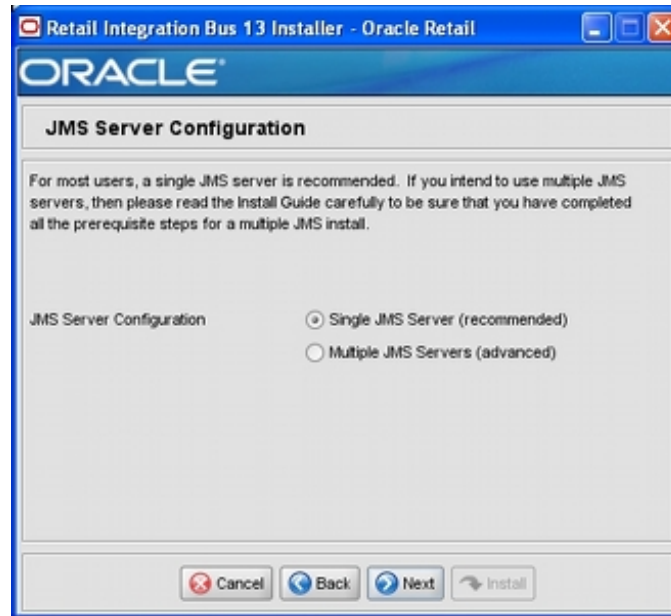 Retail Integration Bus 13 Installer - Oracle Retail
ORACLE®
JMS Server Configuration
For most users, a single JMS server is recommended. If you intend to use multiple JMS
servers, then please read the Install Guide carefully to be sure that you have completed
all the prerequisite steps for a multiple JMS install.
JMS Server Configuration
Single JMS Server (recommended)
Multiple JMS Servers (advanced)
Cancel
Back
Next
Install